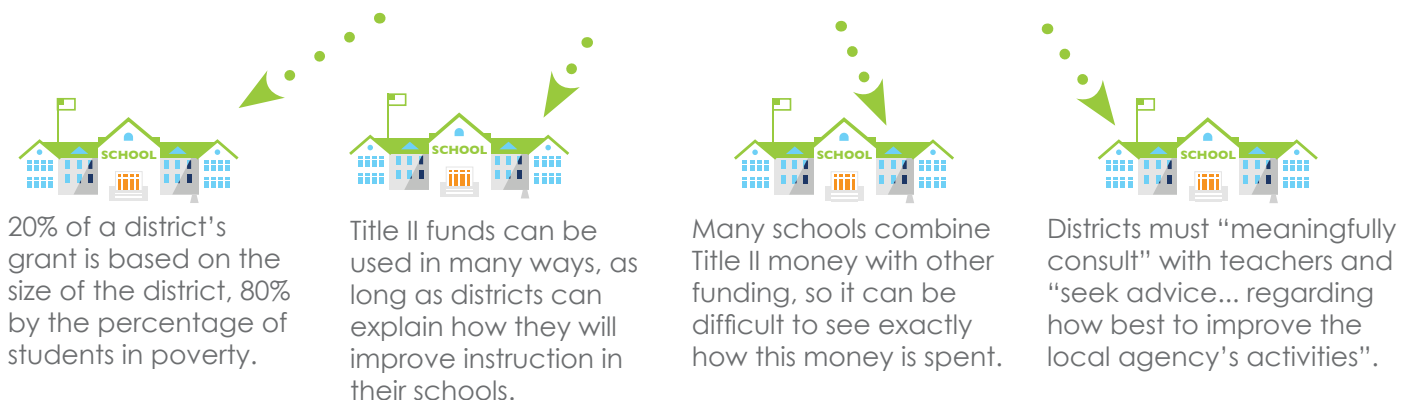 SCHOOL
20% of a district’s
grant is based on the
size of the district, 80%
by the percentage of
students in poverty.
SCHOOL
Title II funds can be
used in many ways, as
long as districts can
explain how they will
improve instruction in
their schools.
SCHOOL
Many schools combine
Title II money with other
funding, so it can be
difficult to see exactly
how this money is spent.
SCHOOL
Districts must “meaningfully
consult” with teachers and
“seek advice... regarding
how best to improve the
local agency’s activities”.